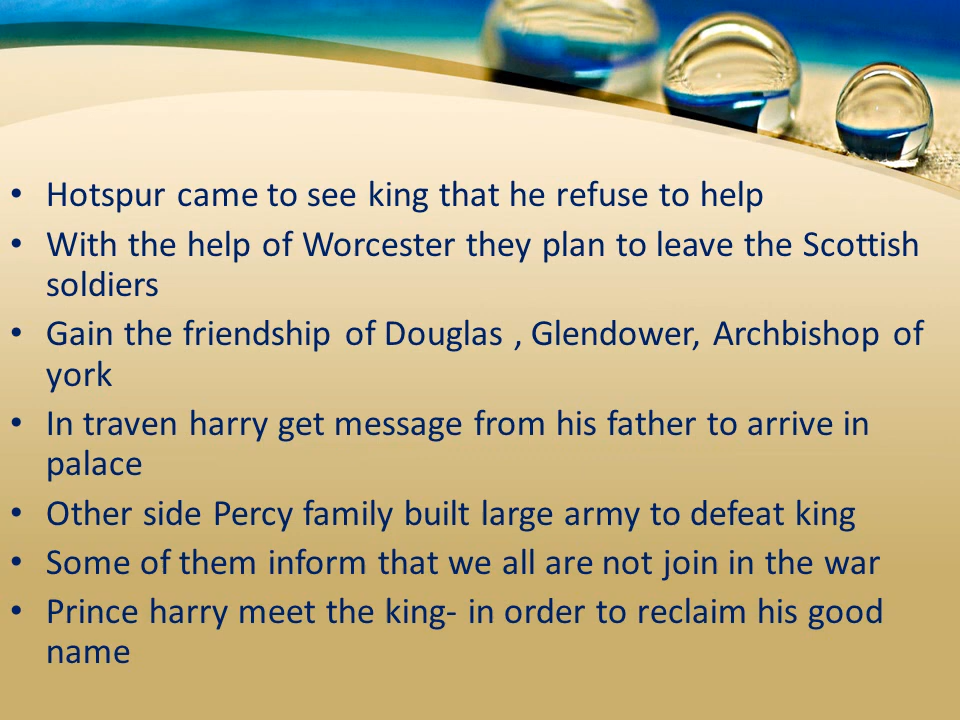 • Hotspur came to see king that he refuse to help
• With the help of Worcester they plan to leave the Scottish
soldiers
• Gain the friendship of Douglas , Glendower, Archbishop of
york
• In traven harry get message from his father to arrive in
palace
• Other side Percy family built large army to defeat king
• Some of them inform that we all are not join in the war
• Prince harry meet the king- in order to reclaim his good
name